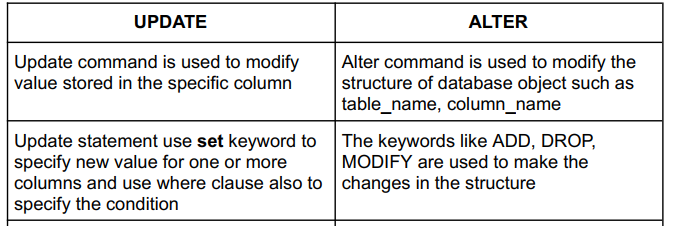 UPDATE
ALTER
Update command is used to modify
value stored in the specific column
Alter command is used to modify the
structure of database object such as
table_name, column_name
Update statement use set keyword to
specify new value for one or more
columns and use where clause also to
specify the condition
The keywords like ADD, DROP,
MODIFY are used to make the
changes in the structure